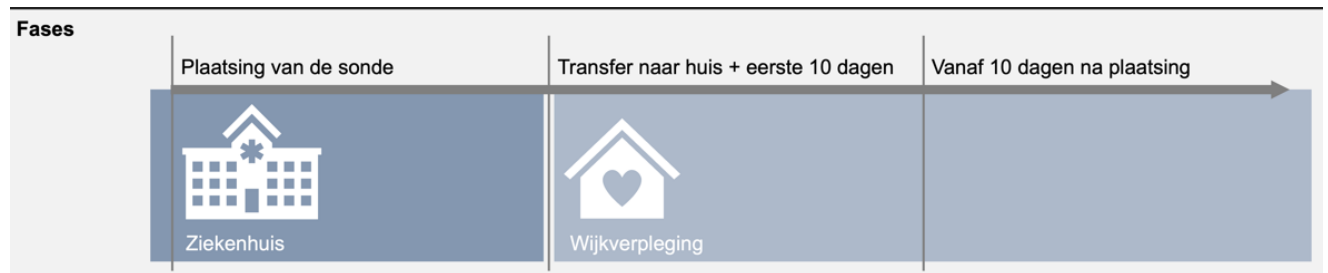 Fases
Plaatsing van de sonde
Transfer naar huis + eerste 10 dagen
Vanaf 10 dagen na plaatsing
Ziekenhuis
Wijkverpleging